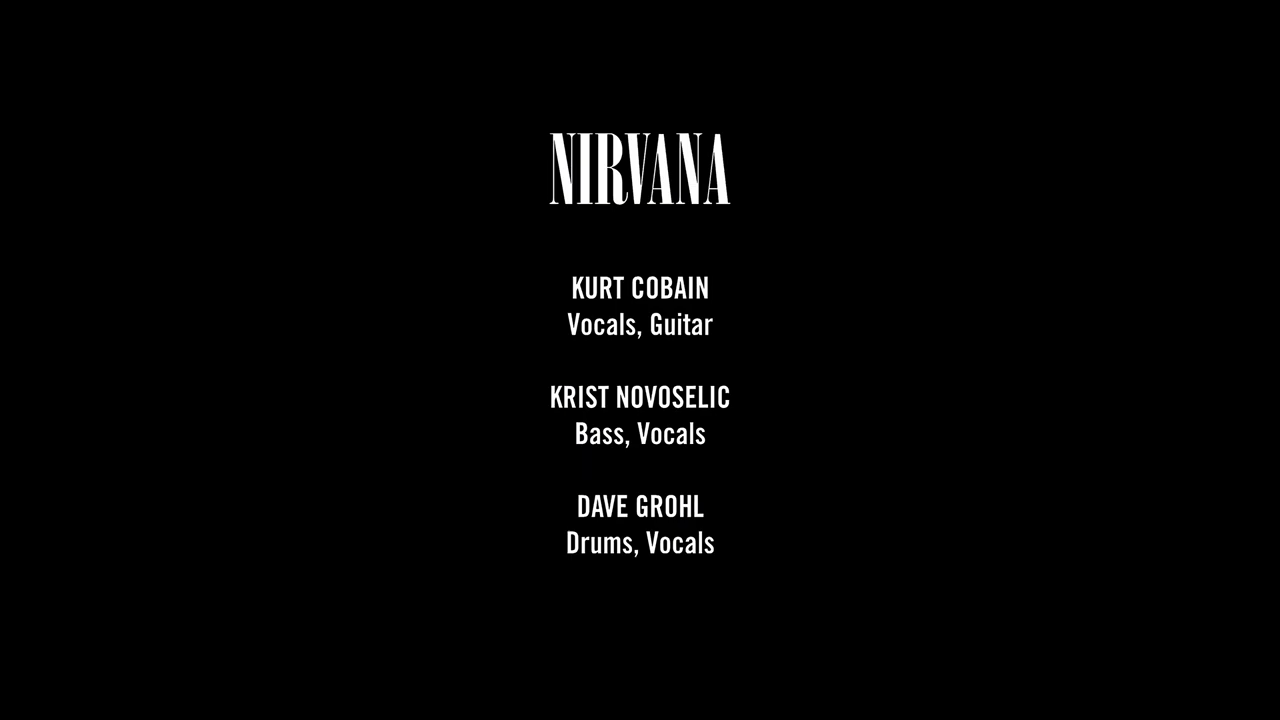 NIRVANA
KURT COBAIN
Vocals, Guitar
KRIST NOVOSELIC
Bass, Vocals
DAVE GROHL
Drums, Vocals